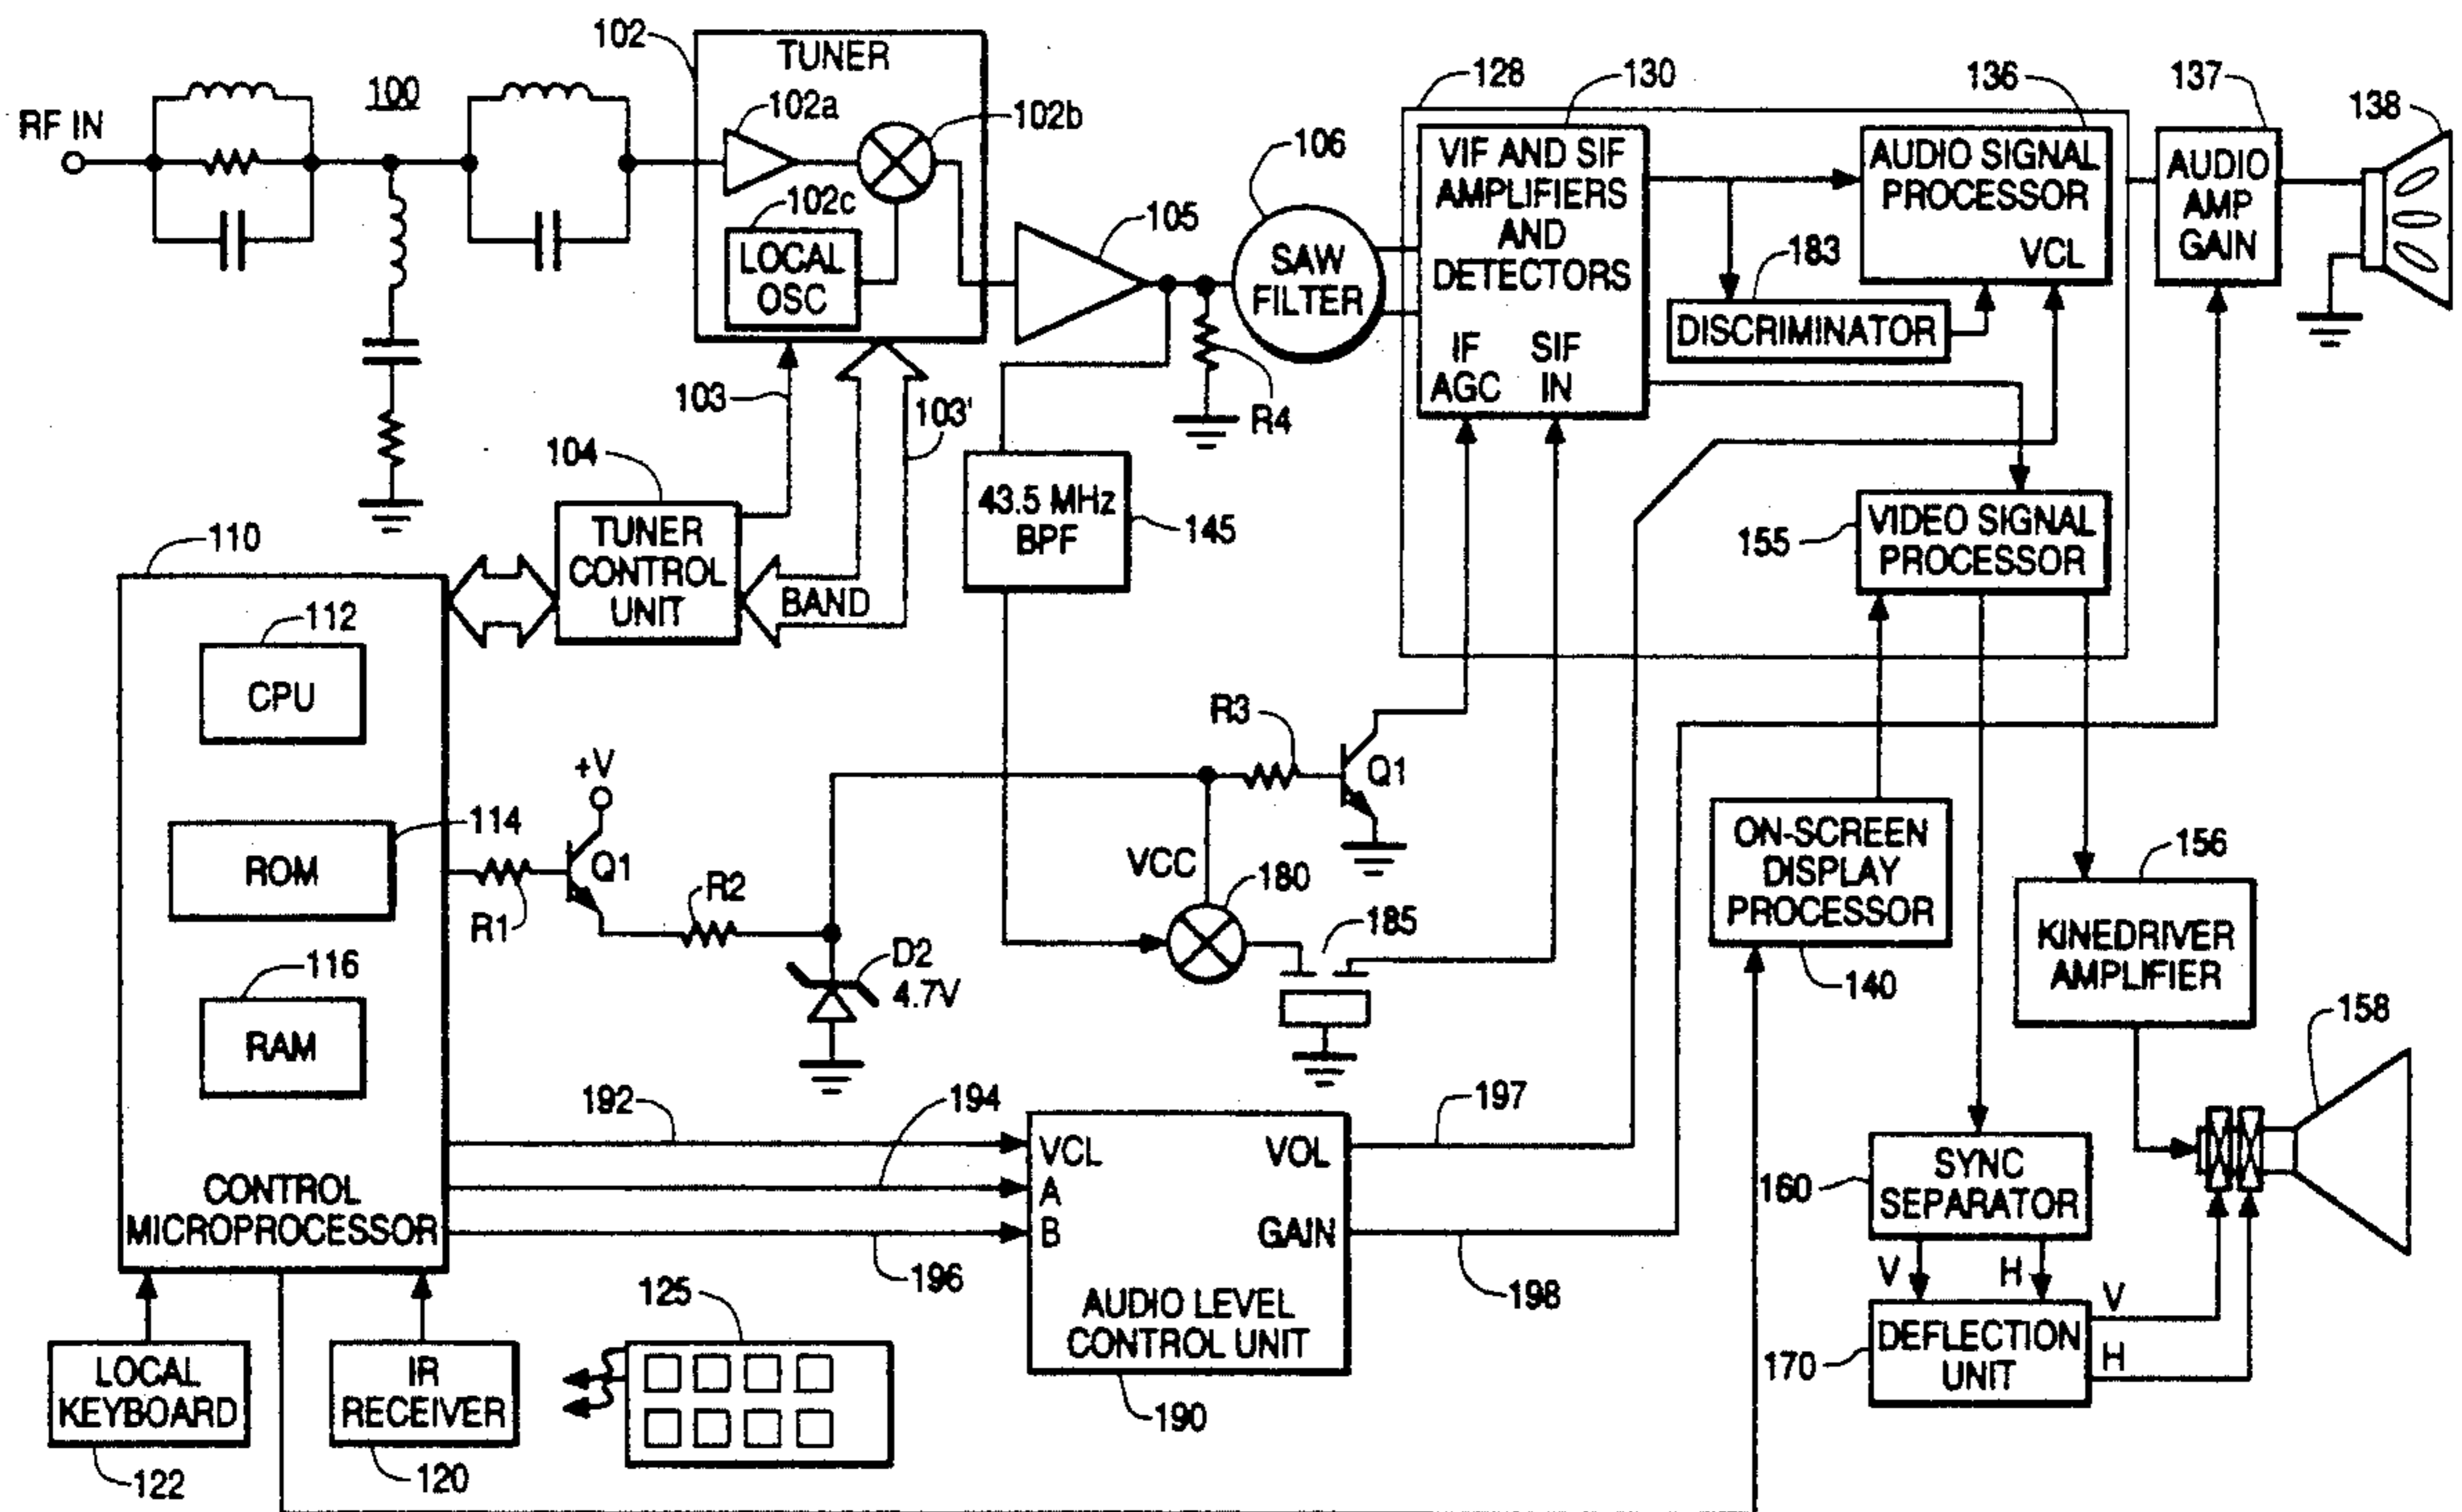 102
TUNER
100
RF IN
102a
102b
102c
LOCAL
OSC
105
106
SAW
FILTER
128
130
VIF AND SIF
AMPLIFIERS
AND
DETECTORS
IF
AGC
SIF
IN
136
AUDIO SIGNAL
PROCESSOR
VCL
137
AUDIO
AMP
GAIN
138
183
DISCRIMINATOR
103
103'
R4
104
TUNER
CONTROL
UNIT
BAND
43.5 MHz
BPF
145
155
VIDEO SIGNAL
PROCESSOR
110
112
CPU
114
ROM
116
RAM
CONTROL
MICROPROCESSOR
+V
Q1
R1
R2
D2
4.7V
R3
Q1
VCC
180
185
ON-SCREEN
DISPLAY
PROCESSOR
140
156
KINEDRIVER
AMPLIFIER
158
192
194
196
VCL
A
B
VOL
GAIN
AUDIO LEVEL
CONTROL UNIT
190
197
198
160
SYNC
SEPARATOR
V
H
170
DEFLECTION
UNIT
V
H
LOCAL
KEYBOARD
122
IR
RECEIVER
120
125